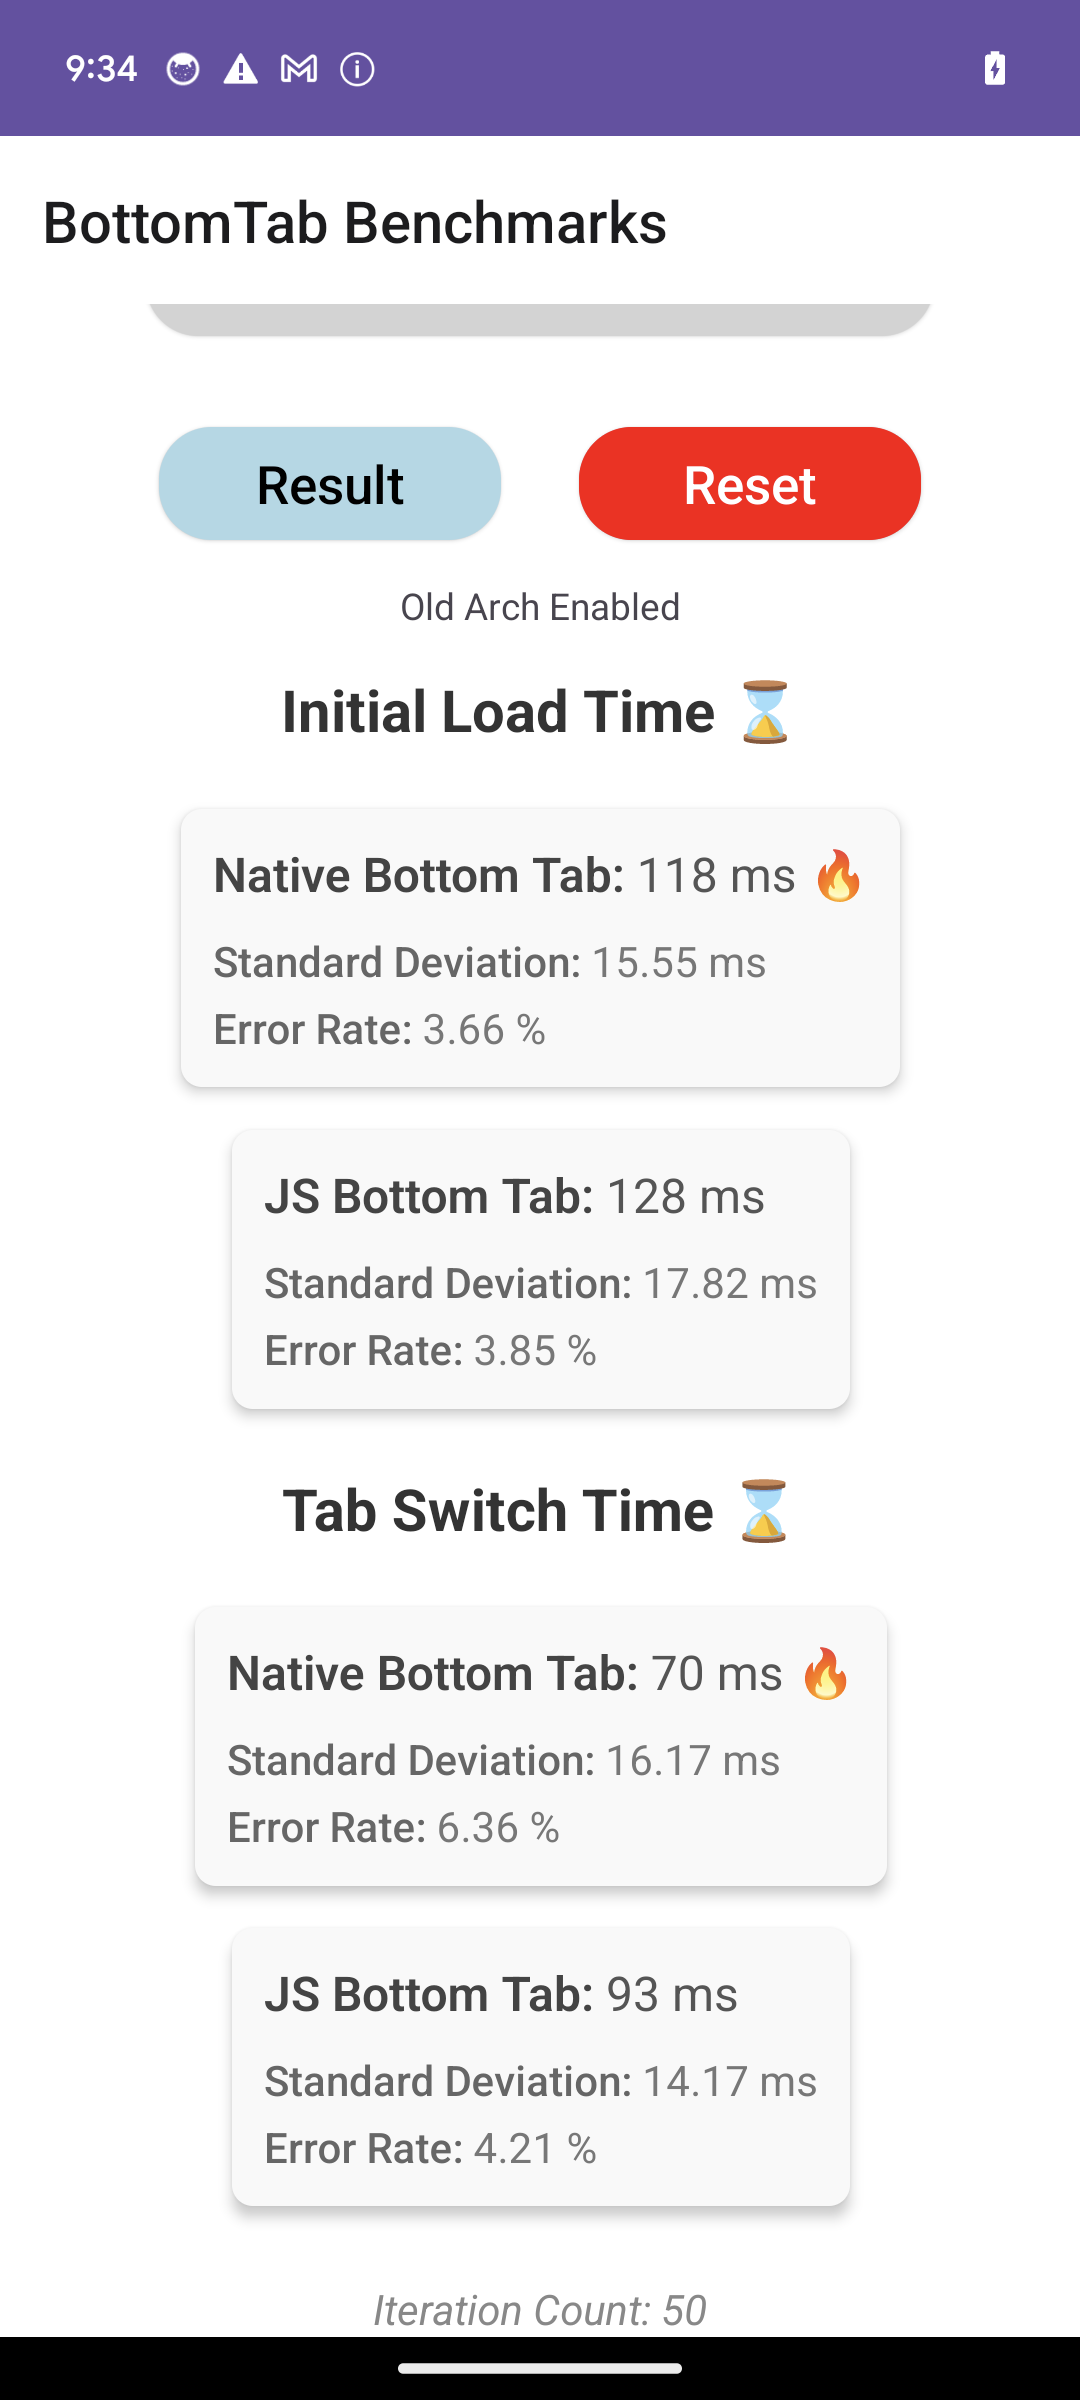 9:34
BottomTab Benchmarks
Result
Reset
Old Arch Enabled
Initial Load Time ⌛
Native Bottom Tab: 118 ms 🔥
Standard Deviation: 15.55 ms
Error Rate: 3.66 %
JS Bottom Tab: 128 ms
Standard Deviation: 17.82 ms
Error Rate: 3.85 %
Tab Switch Time ⌛
Native Bottom Tab: 70 ms 🔥
Standard Deviation: 16.17 ms
Error Rate: 6.36 %
JS Bottom Tab: 93 ms
Standard Deviation: 14.17 ms
Error Rate: 4.21 %
Iteration Count: 50